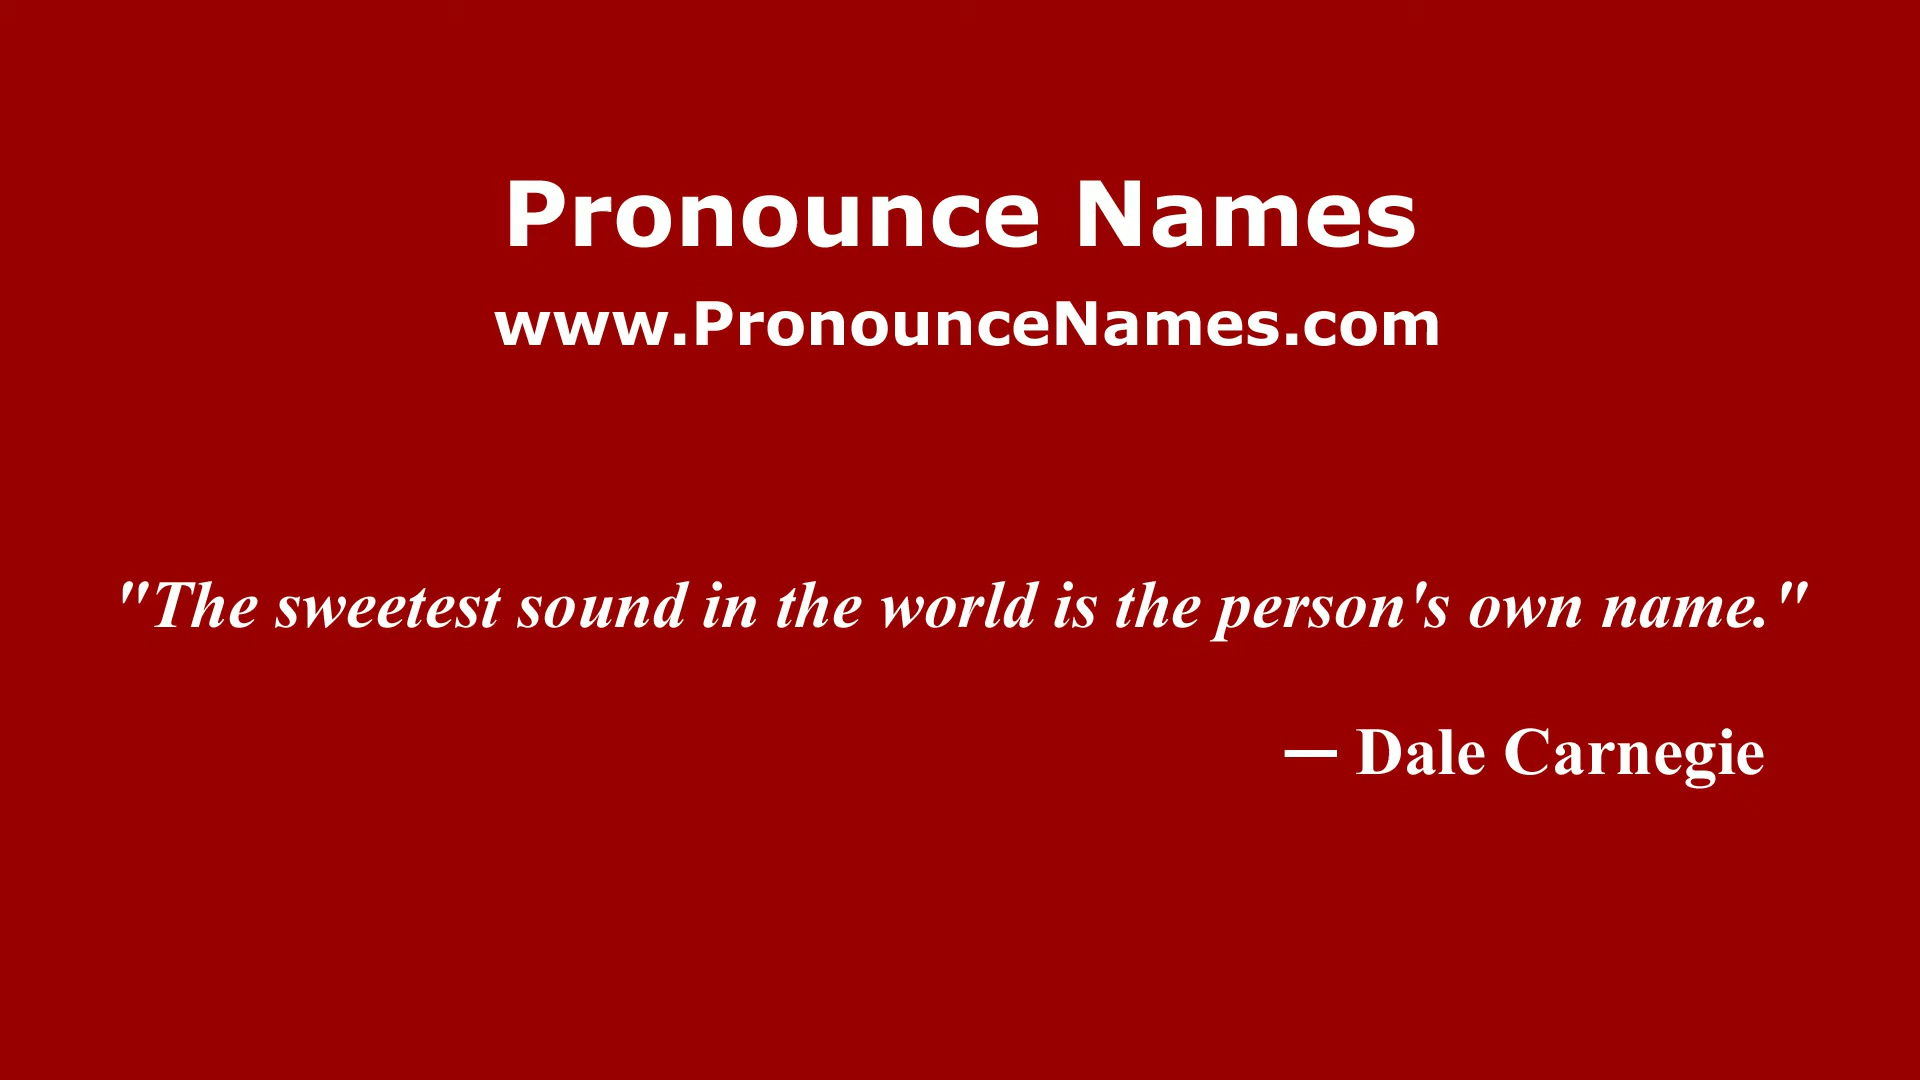 Pronounce Names
www.PronounceNames.com
"The sweetest sound in the world is the person's own name."
— Dale Carnegie